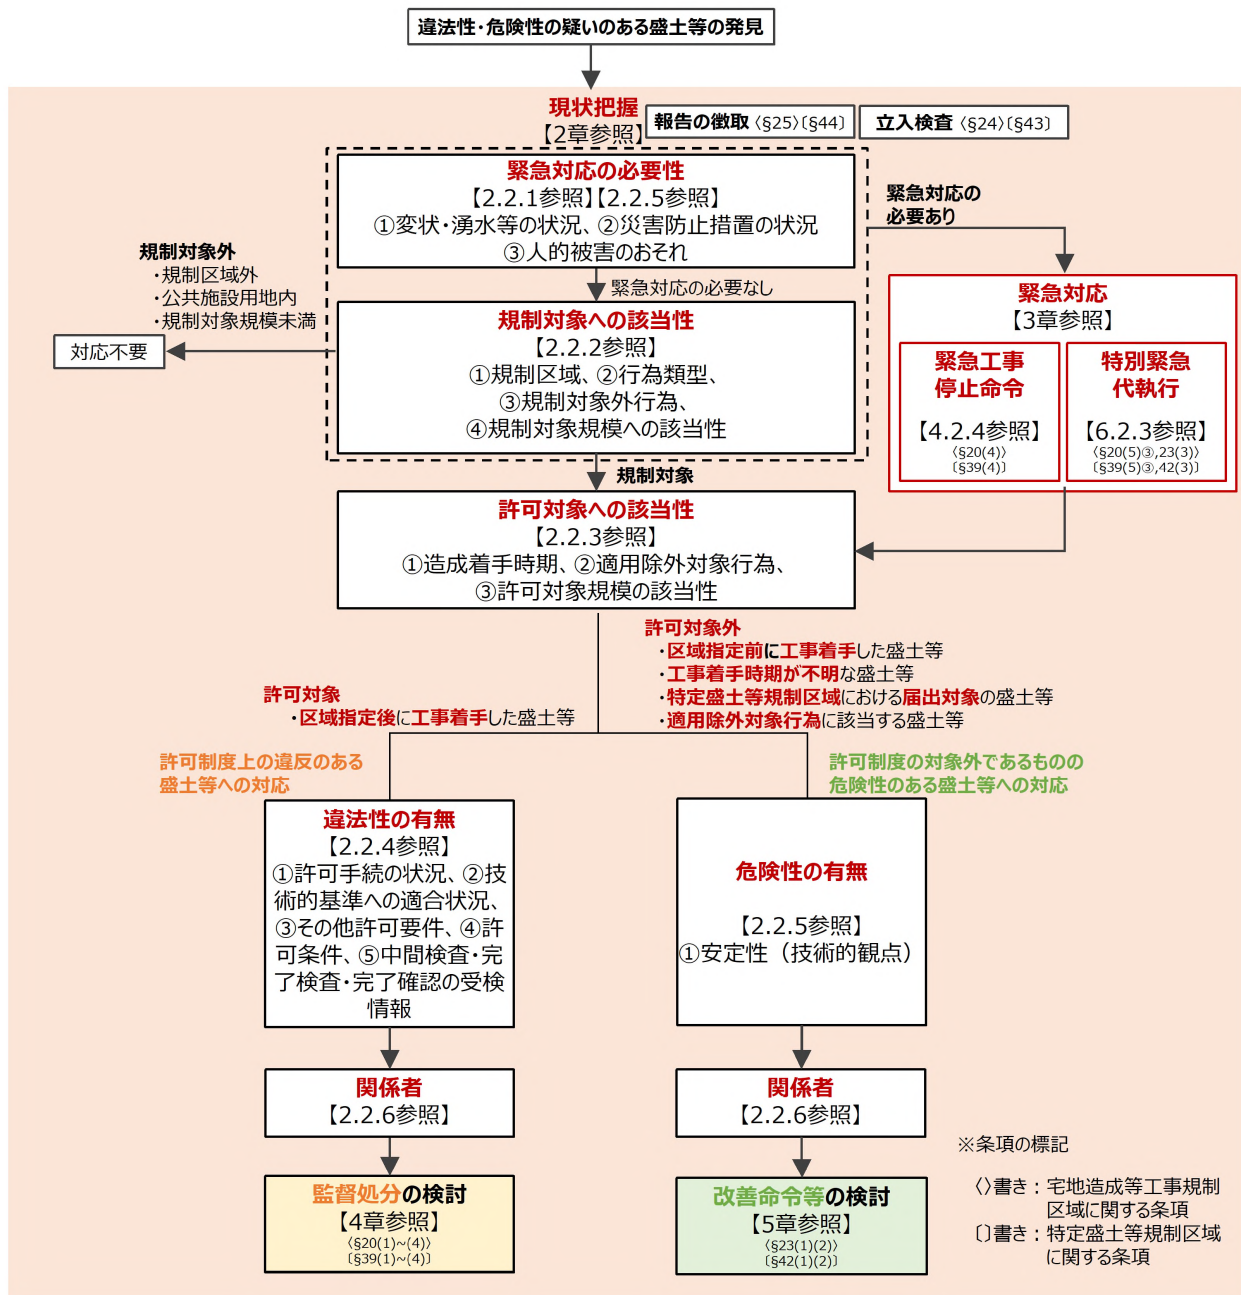 違法性・危険性の疑いのある盛土等の発見
現状把握
【2章参照】
報告の徴取〈§25〉〔§44〕
立入検査〈§24〉〔§43〕
緊急対応の必要性
【2.2.1参照】【2.2.5参照】
①変状・湧水等の状況、②災害防止措置の状況
③人的被害のおそれ
緊急対応の
必要あり
規制対象外
・規制区域外
・公共施設用地内
・規制対象規模未満
対応不要
緊急対応の必要なし
規制対象への該当性
【2.2.2参照】
①規制区域、②行為類型、
③規制対象外行為、
④規制対象規模への該当性
緊急対応
【3章参照】
緊急工事
停止命令
【4.2.4参照】
〈§20(4)〉
〔§39(4)〕
特別緊急
代執行
【6.2.3参照】
〈§20(5)③,23(3)〉
〔§39(5)③,42(3)〕
規制対象
許可対象への該当性
【2.2.3参照】
①造成着手時期、②適用除外対象行為、
③許可対象規模の該当性
許可対象外
・区域指定前に工事着手した盛土等
・工事着手時期が不明な盛土等
・特定盛土等規制区域における届出対象の盛土等
・適用除外対象行為に該当する盛土等
許可対象
・区域指定後に工事着手した盛土等
許可制度上の違反のある
盛土等への対応
許可制度の対象外であるものの
危険性のある盛土等への対応
違法性の有無
【2.2.4参照】
①許可手続の状況、②技
術的基準への適合状況、
③その他許可要件、④許
可条件、⑤中間検査・完
了検査・完了確認の受検
情報
危険性の有無
【2.2.5参照】
①安定性（技術的観点）
関係者
【2.2.6参照】
関係者
【2.2.6参照】
監督処分の検討
【4章参照】
〈§20(1)~(4)〉
〔§39(1)~(4)〕
改善命令等の検討
【5章参照】
〈§23(1)(2)〉
〔§42(1)(2)〕
※条項の標記
〈〉書き：宅地造成等工事規制
区域に関する条項
〔〕書き：特定盛土等規制区域
に関する条項